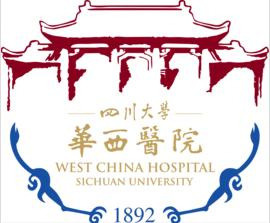 四川大學
華西醫院
WEST CHINA HOSPITAL
SICHUAN UNIVERSITY
1892